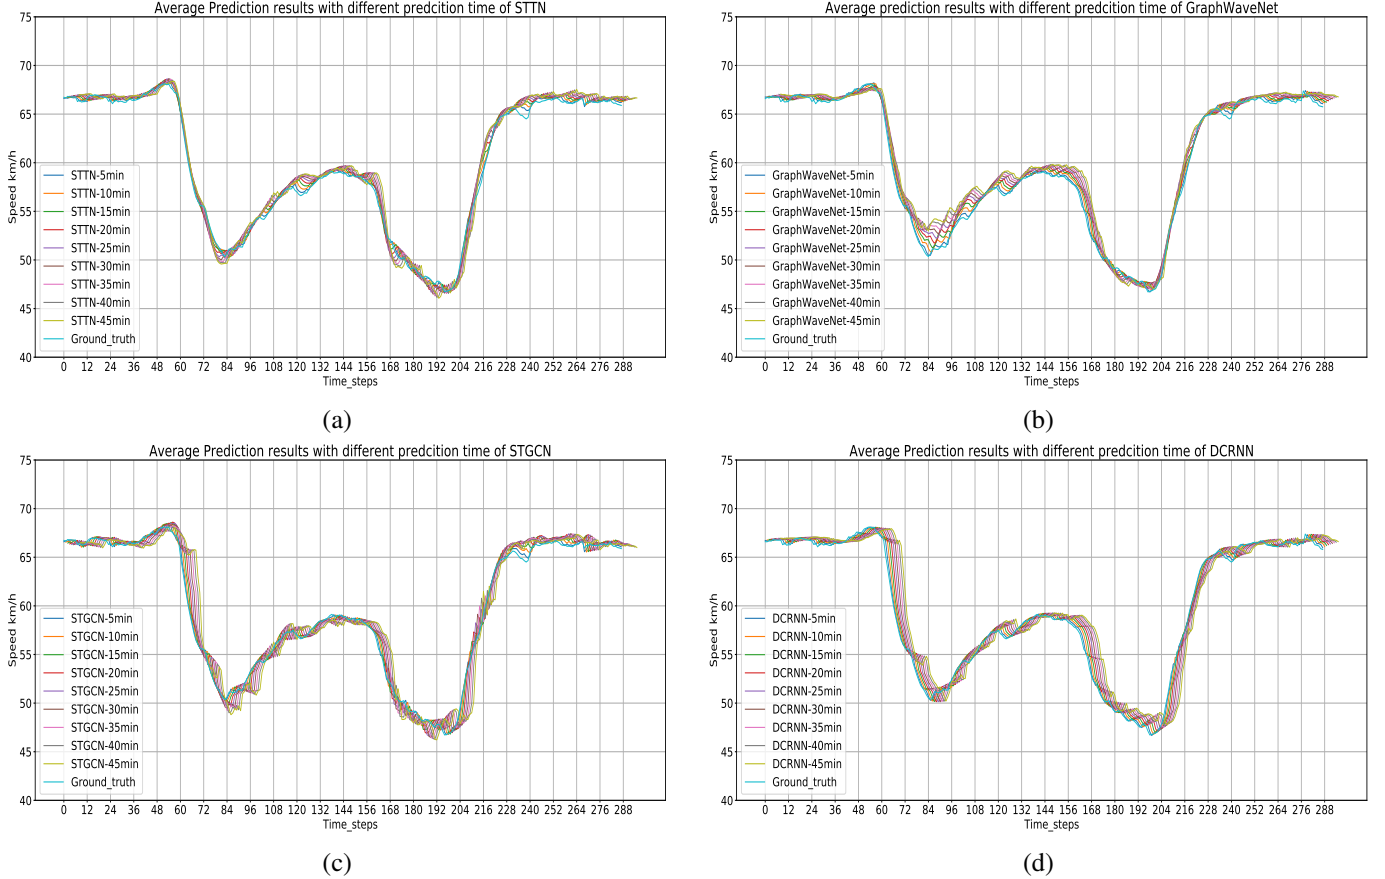 Average Prediction results with different predcition time of STTN
75
70
65
60
55
50
45
40
Speed km/h
STTN-5min
STTN-10min
STTN-15min
STTN-20min
STTN-25min
STTN-30min
STTN-35min
STTN-40min
STTN-45min
Ground_truth
0 12 24 36 48 60 72 84 96 108 120 132 144 156 168 180 192 204 216 228 240 252 264 276 288
Time_steps
(a)
Average prediction results with different predcition time of GraphWaveNet
75
70
65
60
55
50
45
40
Speed km/h
GraphWaveNet-5min
GraphWaveNet-10min
GraphWaveNet-15min
GraphWaveNet-20min
GraphWaveNet-25min
GraphWaveNet-30min
GraphWaveNet-35min
GraphWaveNet-40min
GraphWaveNet-45min
Ground_truth
0 12 24 36 48 60 72 84 96 108 120 132 144 156 168 180 192 204 216 228 240 252 264 276 288
Time_steps
(b)
Average Prediction results with different predcition time of STGCN
75
70
65
60
55
50
45
40
Speed km/h
STGCN-5min
STGCN-10min
STGCN-15min
STGCN-20min
STGCN-25min
STGCN-30min
STGCN-35min
STGCN-40min
STGCN-45min
Ground_truth
0 12 24 36 48 60 72 84 96 108 120 132 144 156 168 180 192 204 216 228 240 252 264 276 288
Time_steps
(c)
Average Prediction results with different predcition time of DCRNN
75
70
65
60
55
50
45
40
Speed km/h
DCRNN-5min
DCRNN-10min
DCRNN-15min
DCRNN-20min
DCRNN-25min
DCRNN-30min
DCRNN-35min
DCRNN-40min
DCRNN-45min
Ground_truth
0 12 24 36 48 60 72 84 96 108 120 132 144 156 168 180 192 204 216 228 240 252 264 276 288
Time_steps
(d)